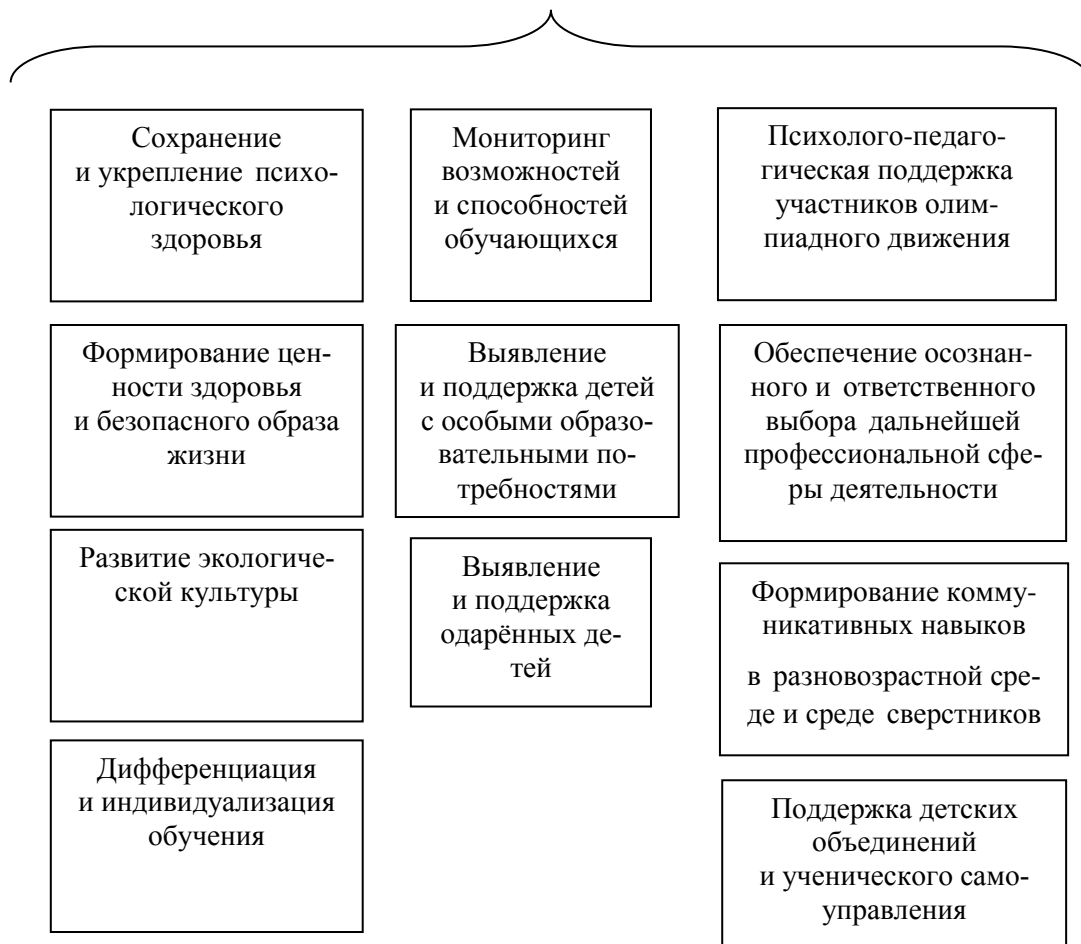 Сохранение
и укрепление психо-
логического
здоровья
Мониторинг
возможностей
и способностей
обучающихся
Психолого-педаго-
гическая поддержка
участников олим-
пиадного движения
Формирование цен-
ности здоровья
и безопасного образа
жизни
Выявление
и поддержка детей
с особыми образо-
вательными по-
требностями
Обеспечение осознан-
ного и ответственного
выбора дальнейшей
профессиональной сфе-
ры деятельности
Развитие экологиче-
ской культуры
Выявление
и поддержка
одарённых де-
тей
Формирование комму-
никативных навыков
в разновозрастной сре-
де и среде сверстников
Дифференциация
и индивидуализация
обучения
Поддержка детских
объединений
и ученического само-
управления